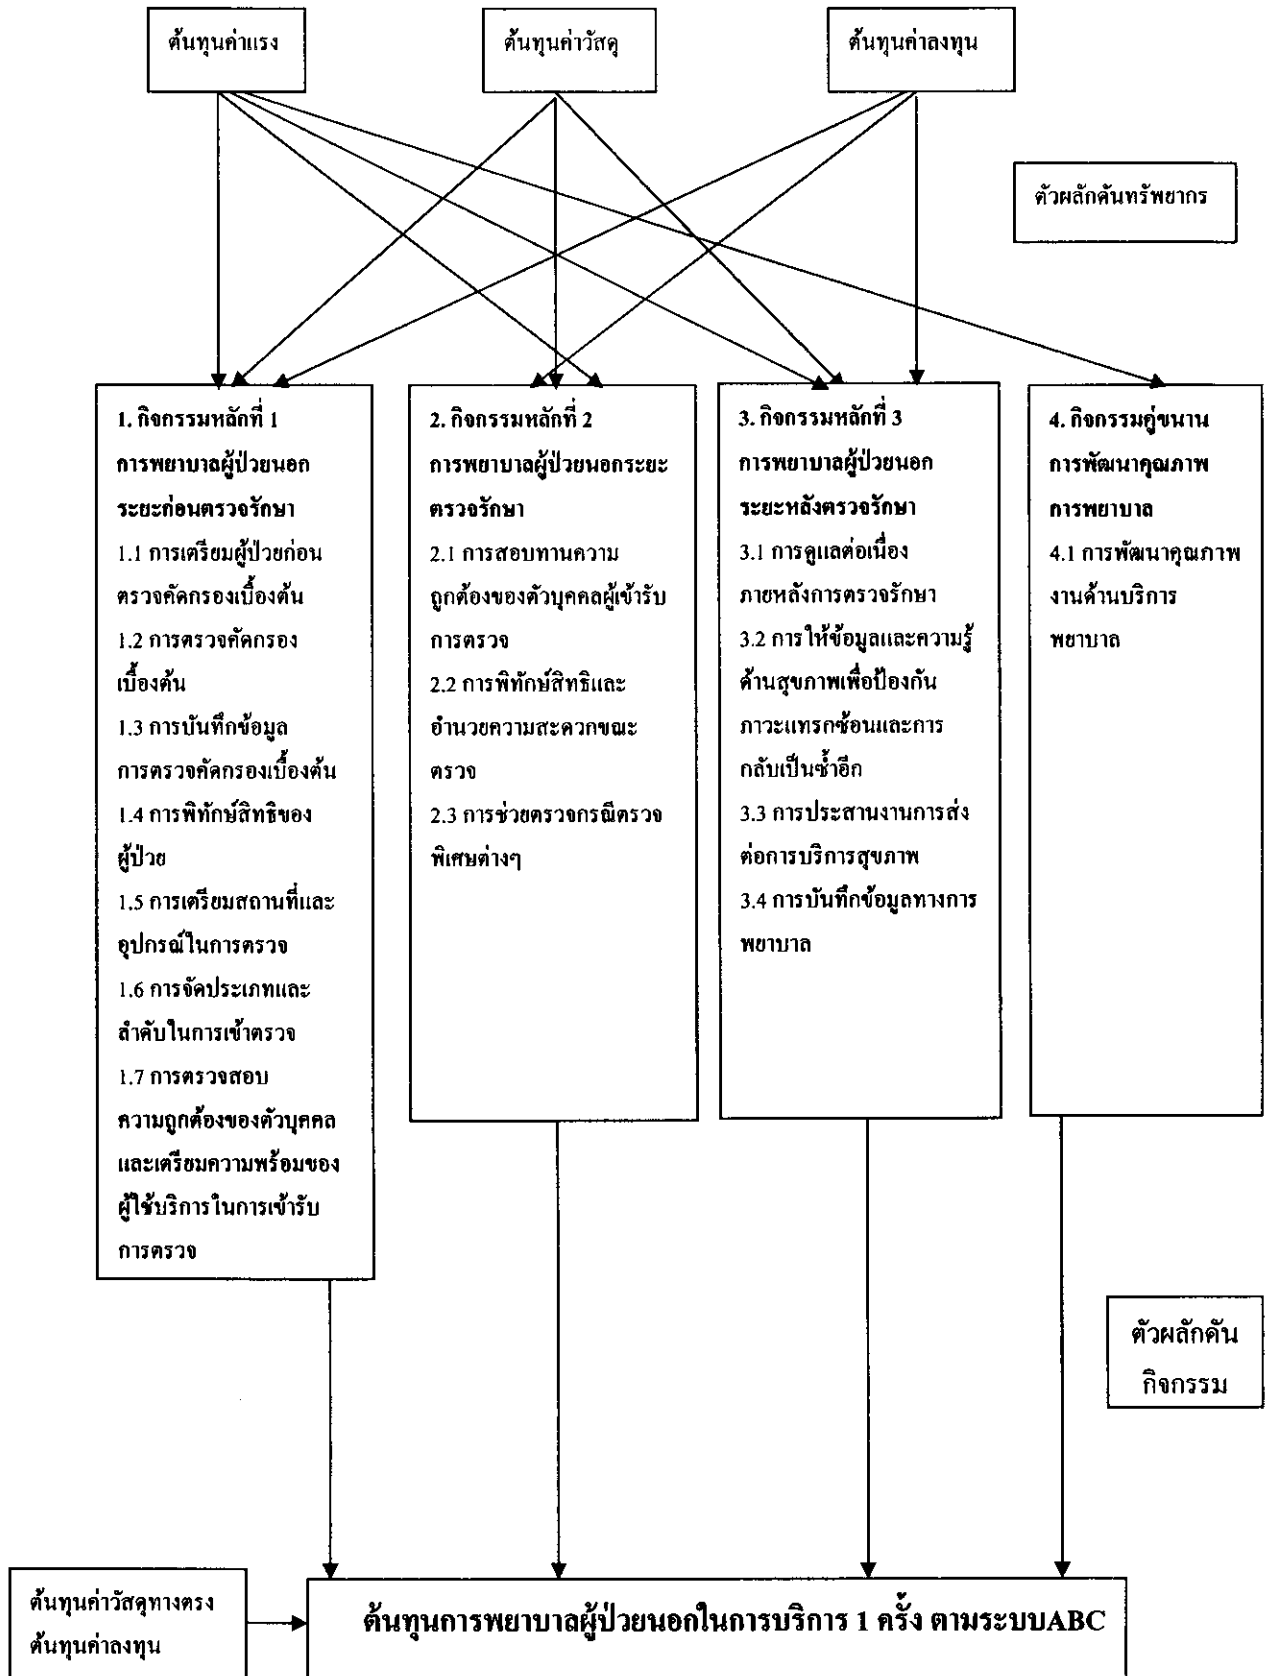 ต้นทุนค่าแรง
ต้นทุนค่าวัสดุ
ต้นทุนค่าลงทุน
ตัวผลักดันทรัพยากร
1. กิจกรรมหลักที่ 1
การพยาบาลผู้ป่วยนอก
ระยะก่อนตรวจรักษา
1.1 การเตรียมผู้ป่วยก่อน
ตรวจคัดกรองเบื้องต้น
1.2 การตรวจคัดกรอง
เบื้องต้น
1.3 การบันทึกข้อมูล
การตรวจคัดกรองเบื้องต้น
1.4 การพิทักษ์สิทธิของ
ผู้ป่วย
1.5 การเตรียมสถานที่และ
อุปกรณ์ในการตรวจ
1.6 การจัดประเภทและ
ลำดับในการเข้าตรวจ
1.7 การตรวจสอบ
ความถูกต้องของตัวบุคคล
และเตรียมความพร้อมของ
ผู้ใช้บริการในการเข้ารับ
การตรวจ
2. กิจกรรมหลักที่ 2
การพยาบาลผู้ป่วยนอกระยะ
ตรวจรักษา
2.1 การสอบทานความ
ถูกต้องของตัวบุคคลผู้เข้ารับ
การตรวจ
2.2 การพิทักษ์สิทธิและ
อำนวยความสะดวกขณะ
ตรวจ
2.3 การช่วยตรวจกรณีตรวจ
พิเศษต่างๆ
3. กิจกรรมหลักที่ 3
การพยาบาลผู้ป่วยนอก
ระยะหลังตรวจรักษา
3.1 การดูแลต่อเนื่อง
ภายหลังการตรวจรักษา
3.2 การให้ข้อมูลและความรู้
ด้านสุขภาพเพื่อป้องกัน
ภาวะแทรกซ้อนและการ
กลับเป็นซ้ำอีก
3.3 การประสานงานการส่ง
ต่อการบริการสุขภาพ
3.4 การบันทึกข้อมูลทางการ
พยาบาล
4. กิจกรรมคู่ขนาน
การพัฒนาคุณภาพ
การพยาบาล
4.1 การพัฒนาคุณภาพ
งานด้านบริการ
พยาบาล
ตัวผลักดัน
กิจกรรม
ต้นทุนค่าวัสดุทางตรง
ต้นทุนค่าลงทุน
ต้นทุนการพยาบาลผู้ป่วยนอกในการบริการ 1 ครั้ง ตามระบบABC